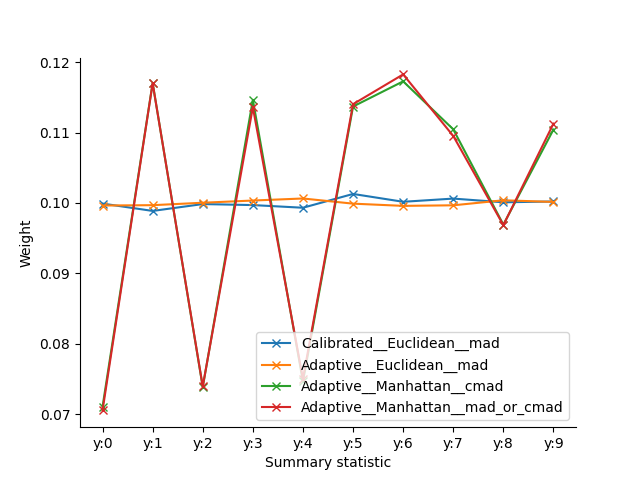 0.12
0.11
0.10
0.09
0.08
0.07
Weight
Calibrated__Euclidean__mad
Adaptive__Euclidean__mad
Adaptive__Manhattan__cmad
Adaptive__Manhattan__mad_or_cmad
y:0 y:1 y:2 y:3 y:4 y:5 y:6 y:7 y:8 y:9
Summary statistic